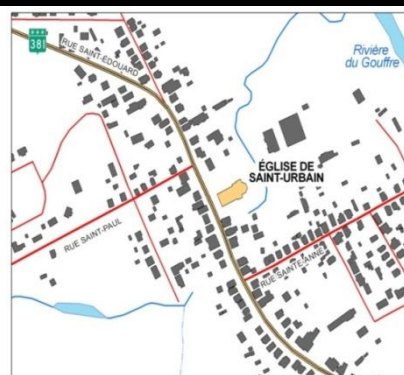 381
RUE SAINT-ÉDOUARD
Rivière
du Gouffre
ÉGLISE DE
SAINT-URBAIN
RUE SAINT-PAUL
RUE SAINTE-ANNE